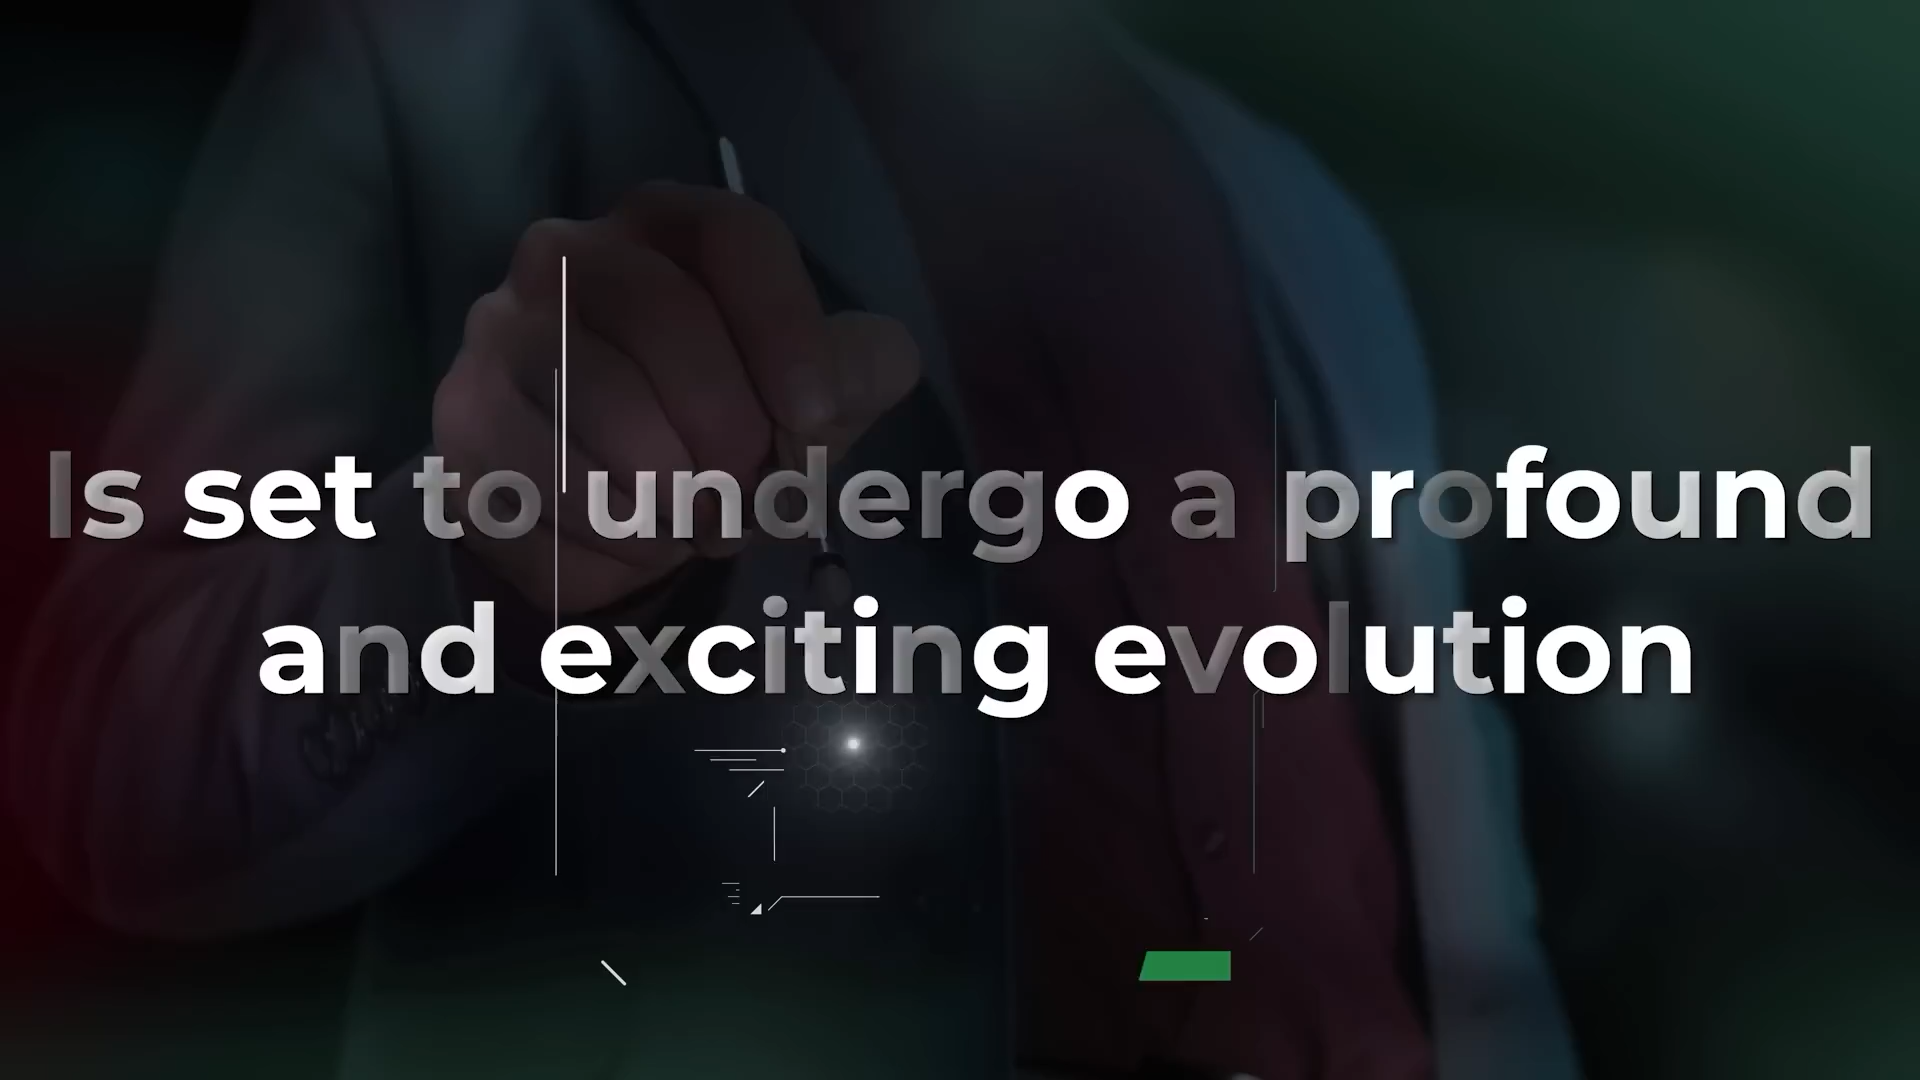 Is set to undergo a profound
and exciting evolution